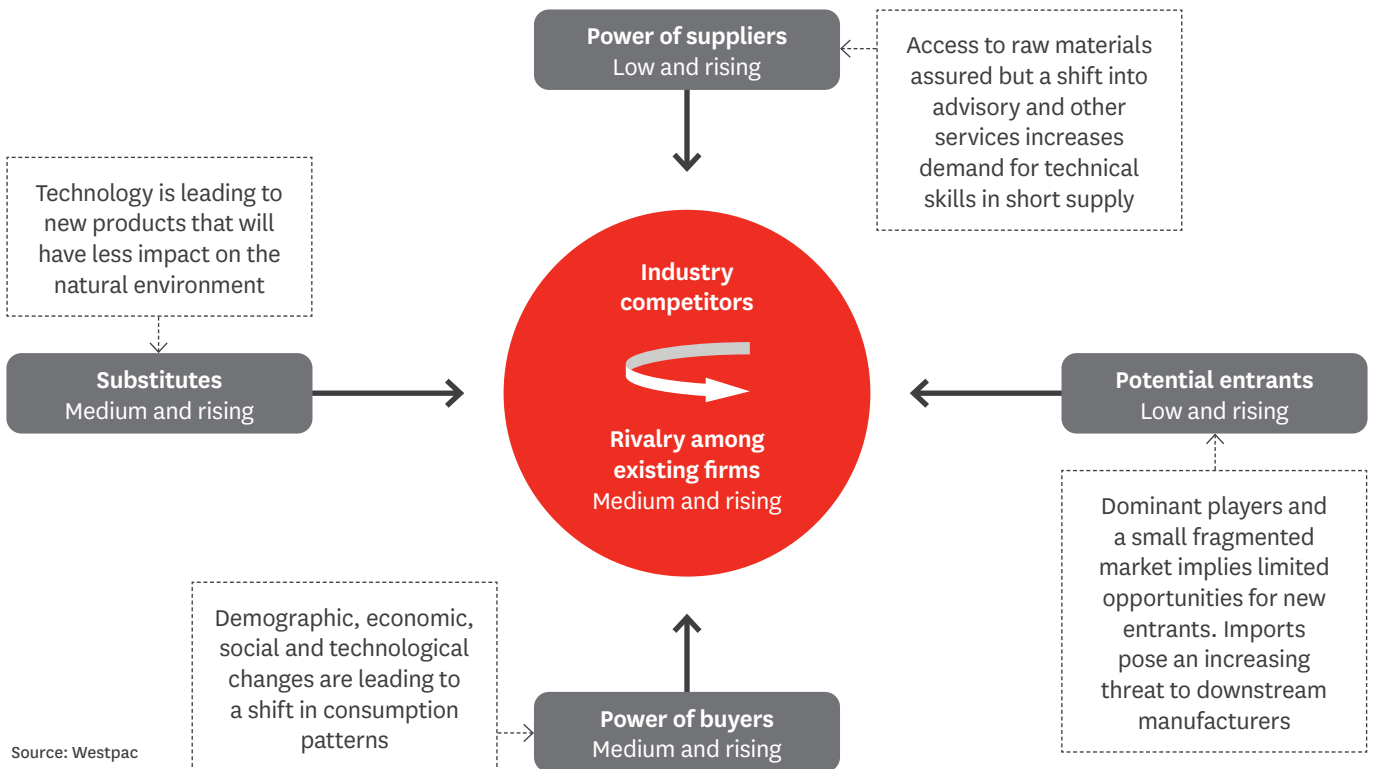 Power of suppliers
Low and rising
Access to raw materials
assured but a shift into
advisory and other
services increases
demand for technical
skills in short supply
Technology is leading to
new products that will
have less impact on the
natural environment
Substitutes
Medium and rising
Industry
competitors
Rivalry among
existing firms
Medium and rising
Potential entrants
Low and rising
Dominant players and
a small fragmented
market implies limited
opportunities for new
entrants. Imports
pose an increasing
threat to downstream
manufacturers
Demographic, economic,
social and technological
changes are leading to
a shift in consumption
patterns
Power of buyers
Medium and rising
Source: Westpac